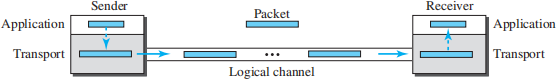 Sender
Packet
Receiver
Application
Application
Transport
...
Transport
Logical channel